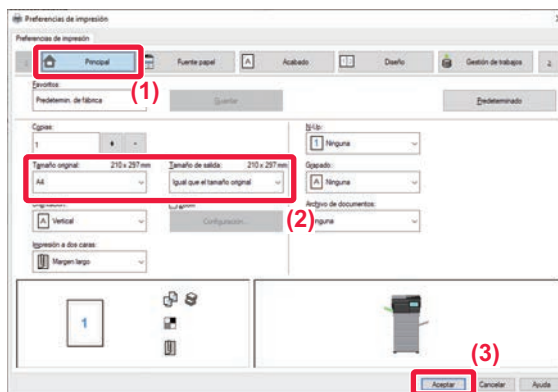 Preferencias de impresión
Preferencias de impresión
Principal
Fuente papel
Acabado
Diseño
Gestión de trabajos
(1)
Favoritos:
Predetermin. de fábrica
Guardar
Predeterminado
Copias:
1
+ -
N-Up:
1 Ninguna
Tamaño original: 210 x 297 mm
Tamaño de salida: 210 x 297 mm
A4
Igual que el tamaño original
Grapado:
A Ninguna
(2)
Archivo de documentos:
A Vertical
Configuración...
Impresión a dos caras:
Margen largo
1
(3)
Aceptar
Cancelar
Ayuda